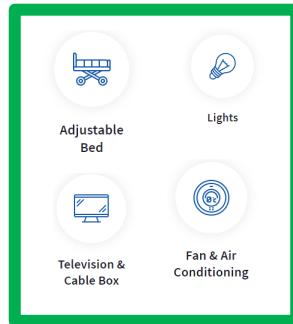 Adjustable
Bed
Lights
Television &
Cable Box
Fan & Air
Conditioning